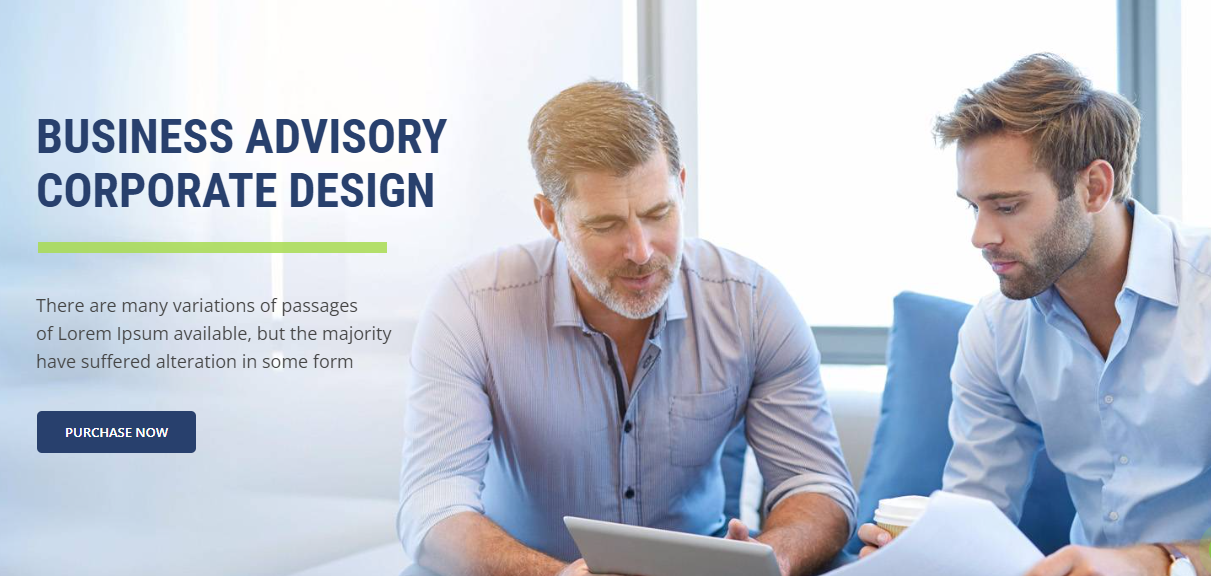 BUSINESS ADVISORY
CORPORATE DESIGN
There are many variations of passages
of Lorem Ipsum available, but the majority
have suffered alteration in some form
PURCHASE NOW